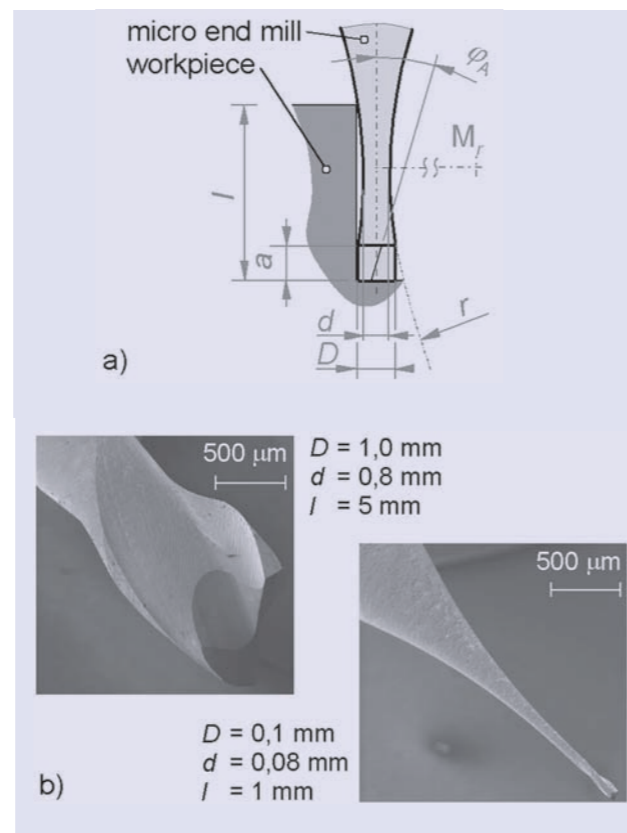 micro end mill
workpiece
φA
Mr
l
a
d
D
r
a)
500 μm
D = 1,0 mm
d = 0,8 mm
l = 5 mm
500 μm
D = 0,1 mm
d = 0,08 mm
l = 1 mm
b)